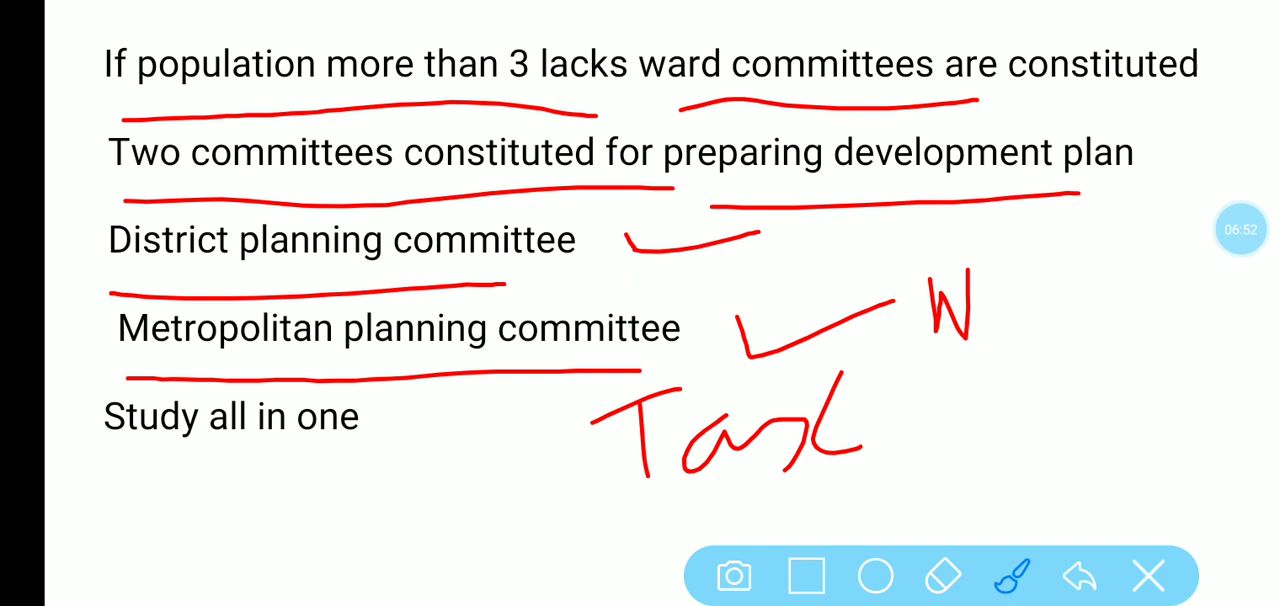 If population more than 3 lacks ward committees are constituted
Two committees constituted for preparing development plan
District planning committee
06:52
Metropolitan planning committee
N
Study all in one